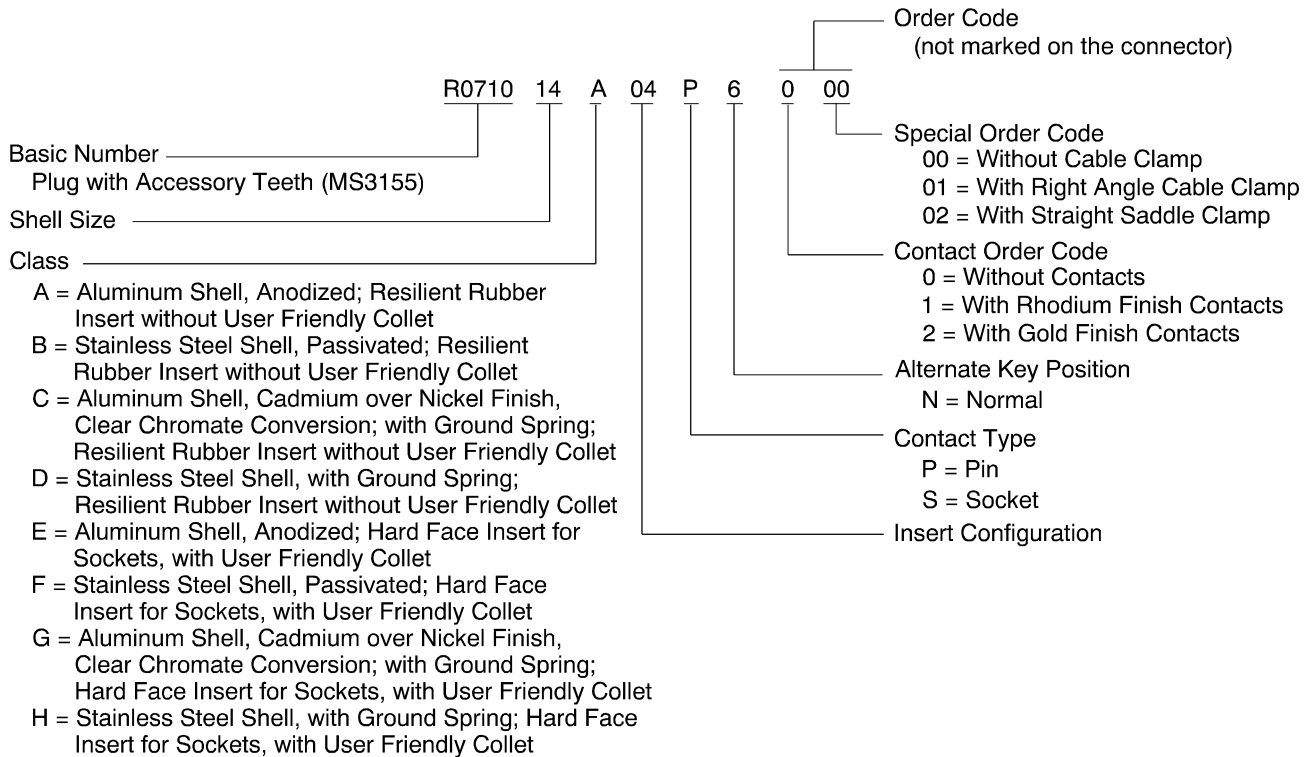 R0710 14 A 04 P 6 0 00
Basic Number
Plug with Accessory Teeth (MS3155)
Shell Size
Class
A = Aluminum Shell, Anodized; Resilient Rubber
Insert without User Friendly Collet
B = Stainless Steel Shell, Passivated; Resilient
Rubber Insert without User Friendly Collet
C = Aluminum Shell, Cadmium over Nickel Finish,
Clear Chromate Conversion; with Ground Spring;
Resilient Rubber Insert without User Friendly Collet
D = Stainless Steel Shell, with Ground Spring;
Resilient Rubber Insert without User Friendly Collet
E = Aluminum Shell, Anodized; Hard Face Insert for
Sockets, with User Friendly Collet
F = Stainless Steel Shell, Passivated; Hard Face
Insert for Sockets, with User Friendly Collet
G = Aluminum Shell, Cadmium over Nickel Finish,
Clear Chromate Conversion; with Ground Spring;
Hard Face Insert for Sockets, with User Friendly Collet
H = Stainless Steel Shell, with Ground Spring; Hard Face
Insert for Sockets, with User Friendly Collet
Order Code
(not marked on the connector)
Special Order Code
00 = Without Cable Clamp
01 = With Right Angle Cable Clamp
02 = With Straight Saddle Clamp
Contact Order Code
0 = Without Contacts
1 = With Rhodium Finish Contacts
2 = With Gold Finish Contacts
Alternate Key Position
N = Normal
Contact Type
P = Pin
S = Socket
Insert Configuration